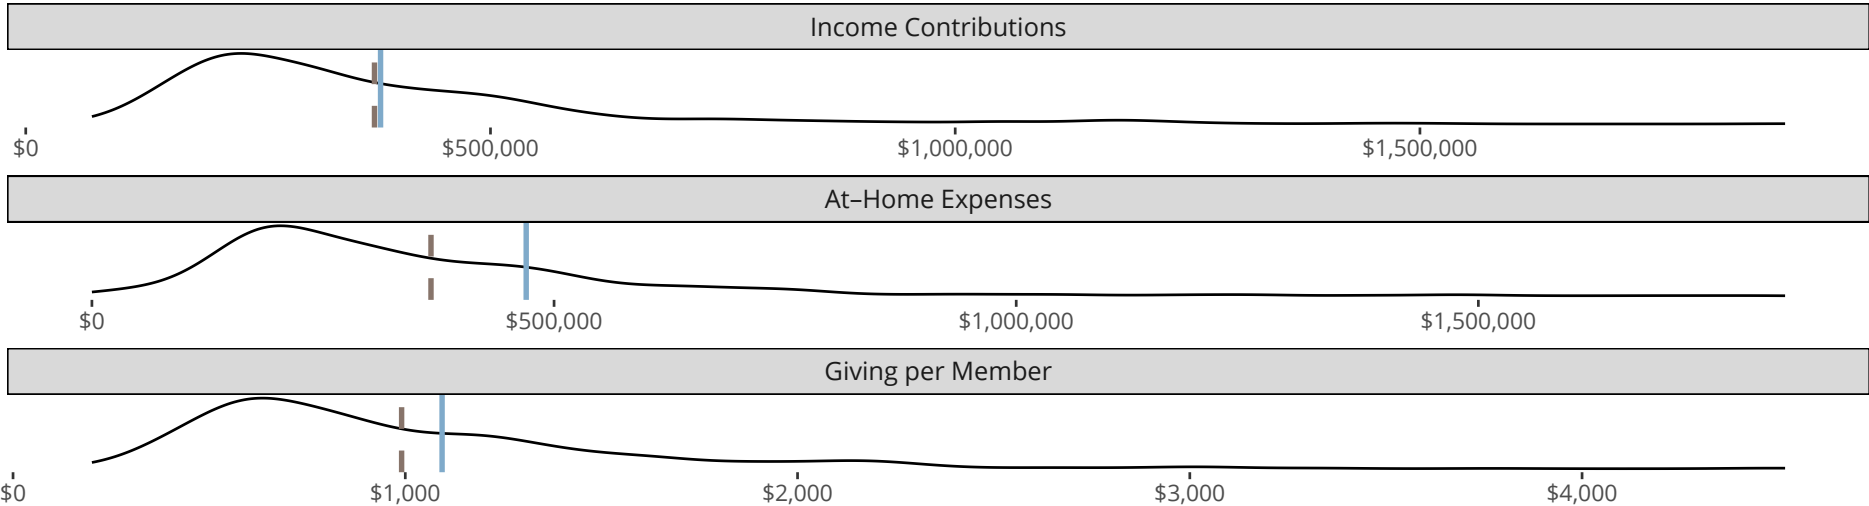 Income Contributions
$0 $500,000 $1,000,000 $1,500,000
At–Home Expenses
$0 $500,000 $1,000,000 $1,500,000
Giving per Member
$0 $1,000 $2,000 $3,000 $4,000